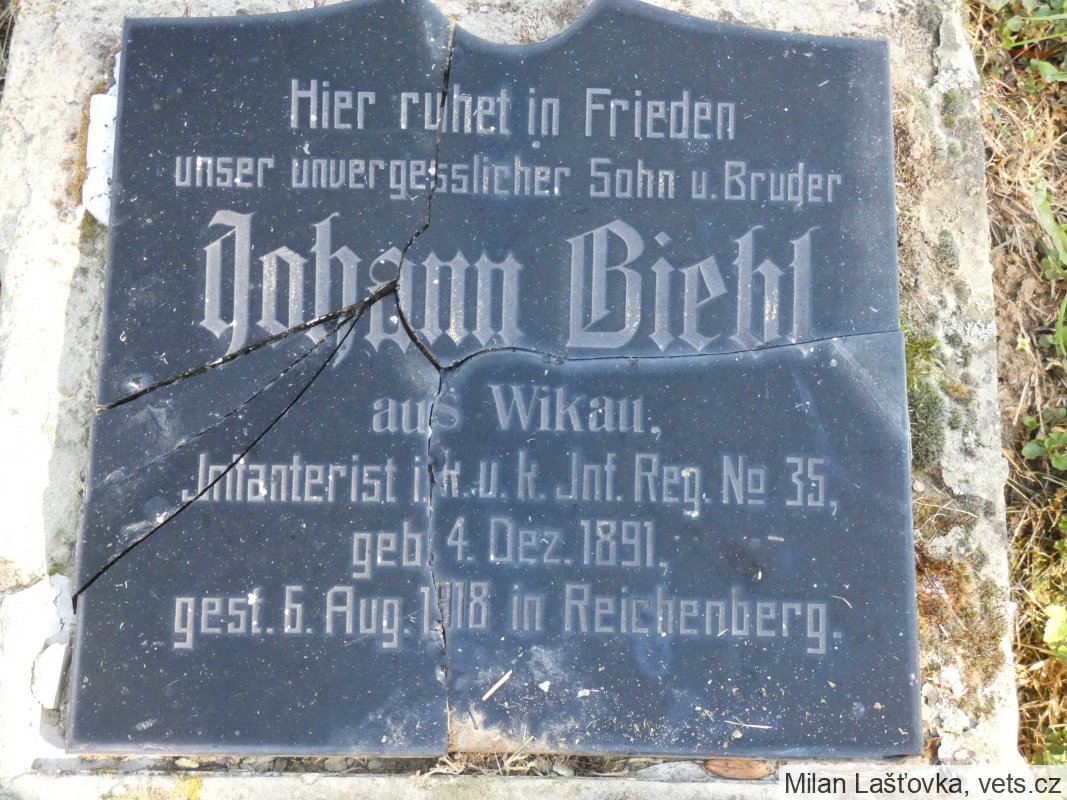 Hier ruhet in Frieden
unser unvergesslicher Sohn u. Bruder
Johann Biehl
aus Wikau,
Infanterist i. k. u. k. Inf. Reg. № 35,
geb. 4. Dez. 1891,
gest. 6. Aug. 1918 in Reichenberg.
Milan Lašťovka, vets.cz